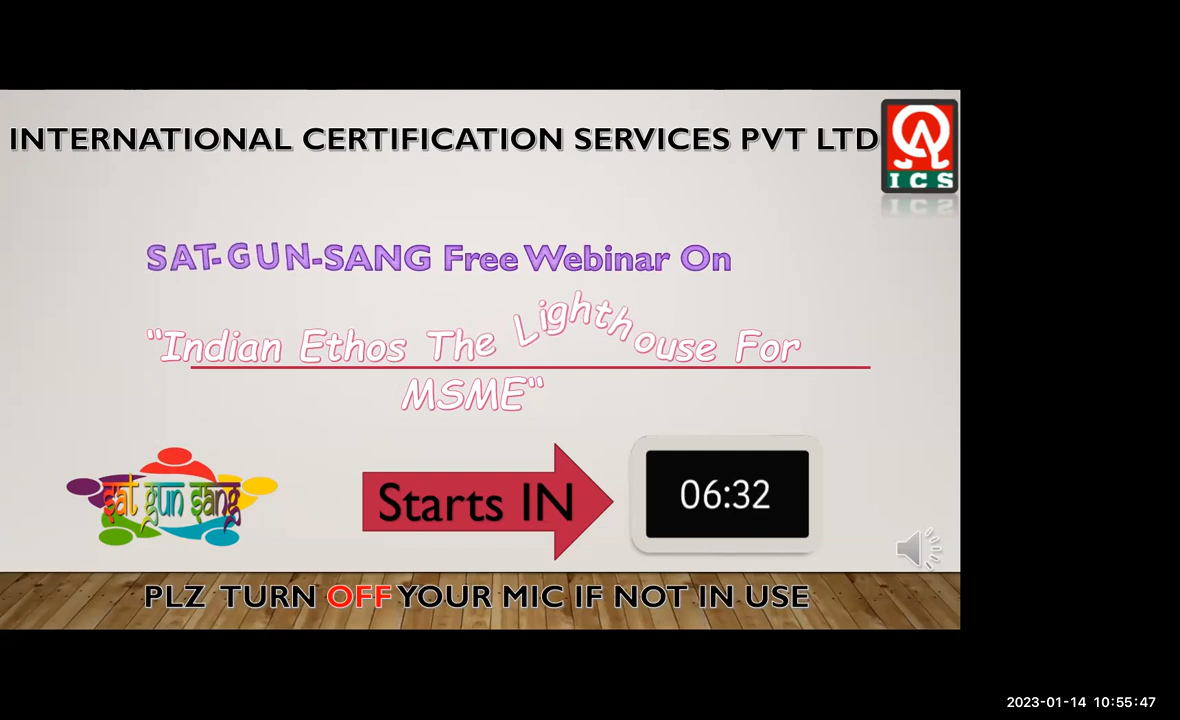 INTERNATIONAL CERTIFICATION SERVICES PVT LTD
I C S
SAT-GUN-SANG Free Webinar On
"Indian Ethos The Lighthouse For
MSME"
sat gun sang
Starts IN
06:32
PLZ TURN OFF YOUR MIC IF NOT IN USE
2023-01-14 10:55:47